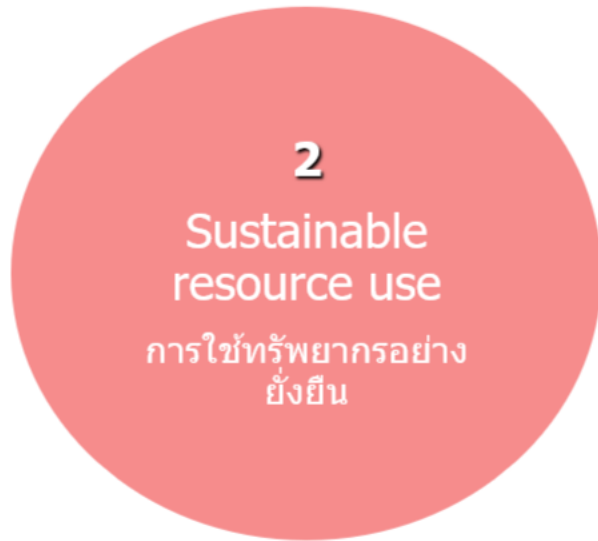 2
Sustainable
resource use
การใช้ทรัพยากรอย่าง
ยั่งยืน